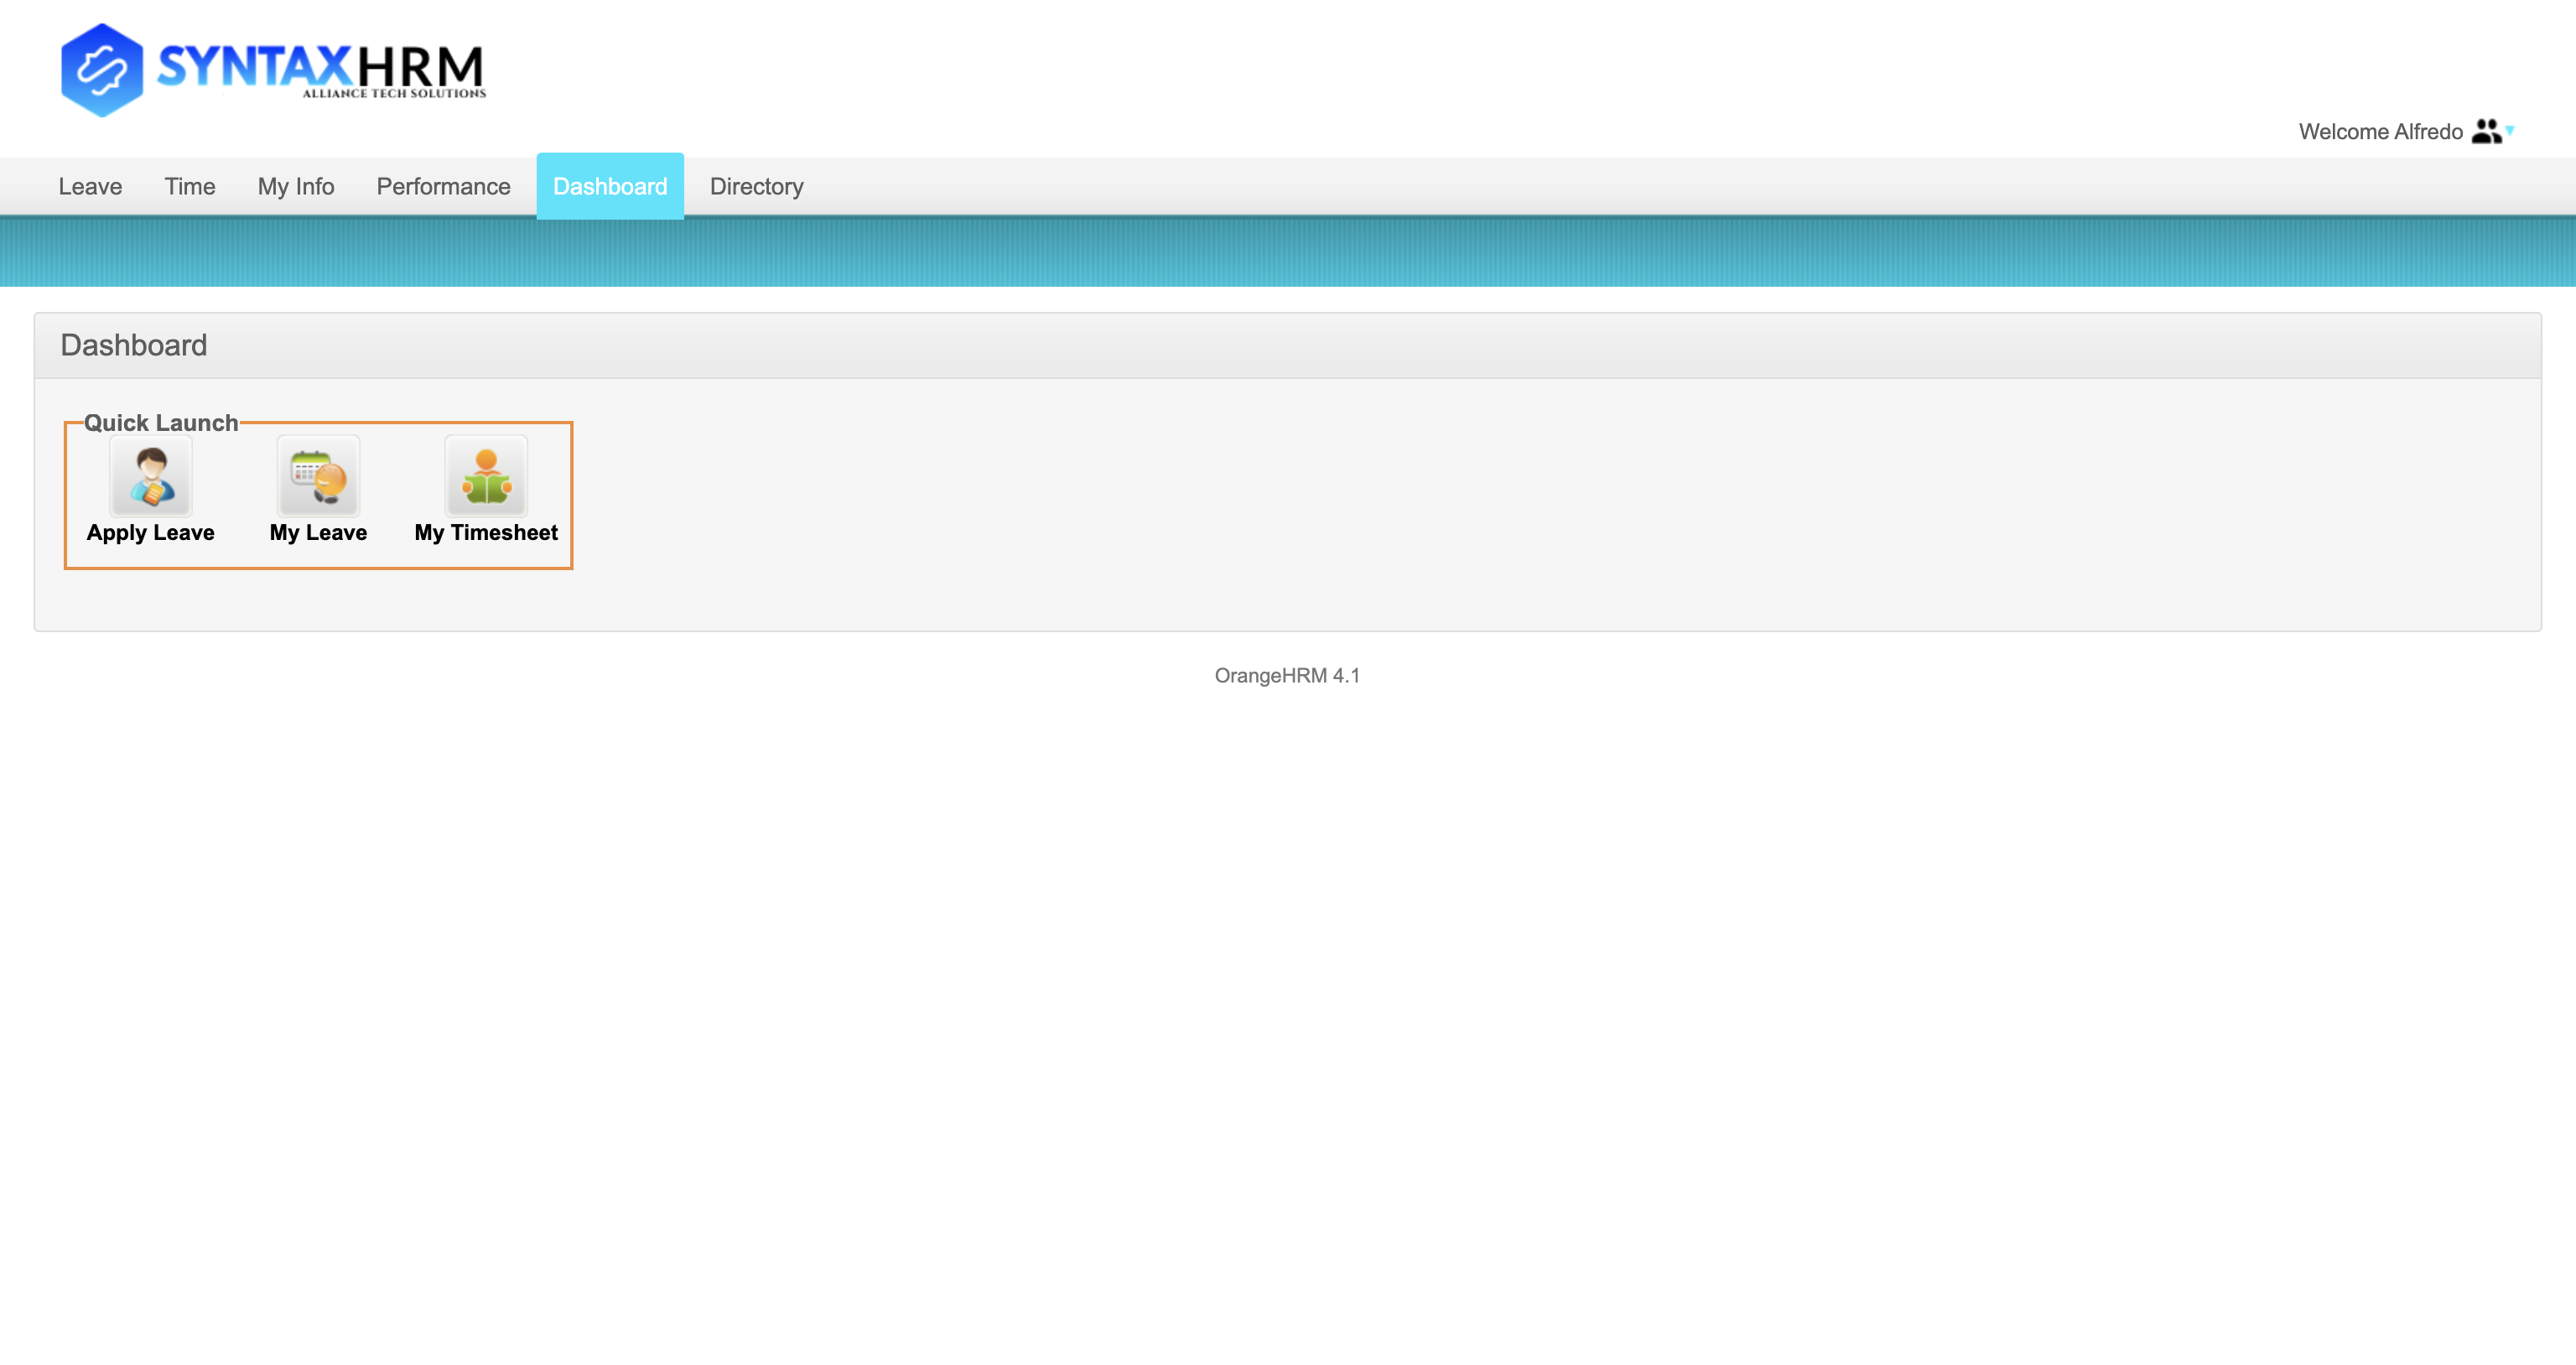 SYNTAXHRM
ALLIANCE TECH SOLUTIONS
Welcome Alfredo
Leave Time My Info Performance Dashboard Directory
Dashboard
Quick Launch
Apply Leave My Leave My Timesheet
OrangeHRM 4.1